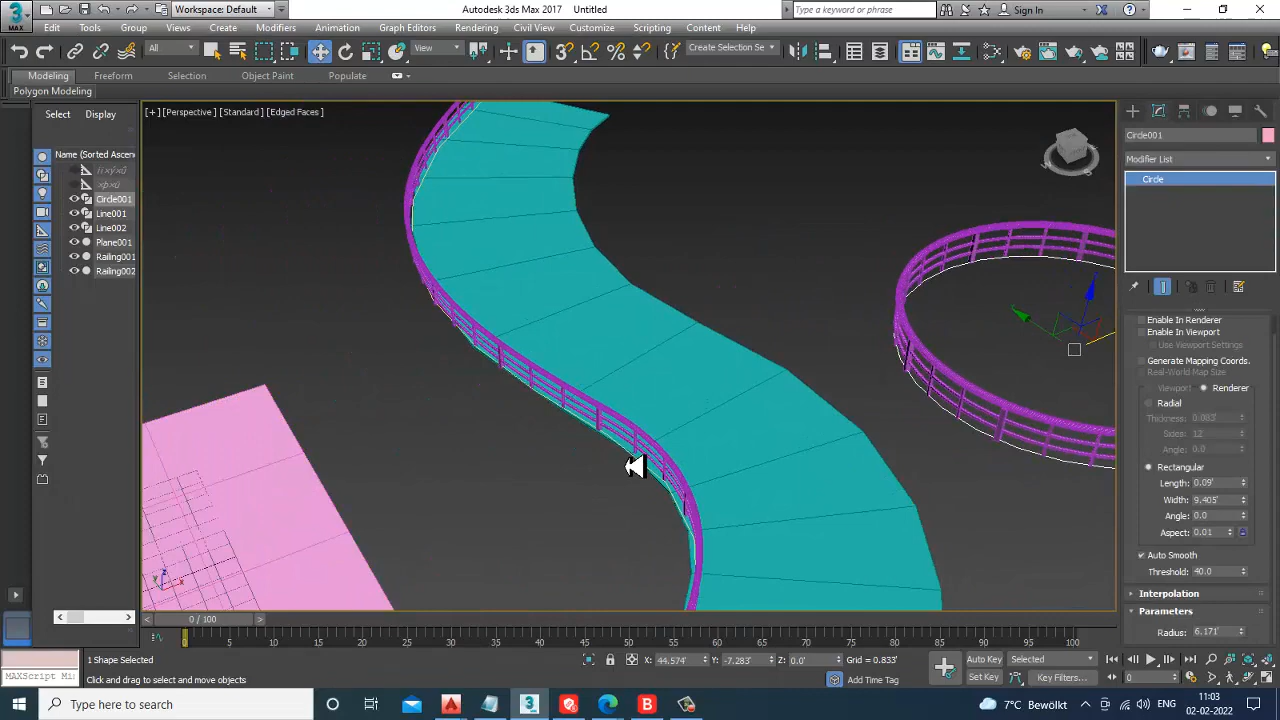 MAX
Workspace: Default
Autodesk 3ds Max 2017 Untitled
Type a keyword or phrase
Sign In
Edit Tools Group Views Create Modifiers Animation Graph Editors Rendering Civil View Customize Scripting Content Help
All
View
Create Selection Se
Modeling Freeform Selection Object Paint Populate
Polygon Modeling
Select Display
Name (Sorted Ascen
Circle001
Line001
Line002
Plane001
Railing001
Railing002
[+] [Perspective] [Standard] [Edged Faces]
Circle001
Modifier List
Circle
Enable In Renderer
Enable In Viewport
Use Viewport Settings
Generate Mapping Coords.
Real-World Map Size
Viewport Renderer
Radial
Thickness: 0.083'
Sides: 12
Angle: 0.0
Rectangular
Length: 0.09'
Width: 9.405'
Angle: 0.0
Aspect: 0.01
Auto Smooth
Threshold: 40.0
Interpolation
Parameters
Radius: 6.171'
0 / 100
0 5 10 15 20 25 30 35 40 45 50 55 60 65 70 75 80 85 90 95 100
1 Shape Selected
X: 44.574' Y: -7.283' Z: 0.0' Grid = 0.833'
Auto Key Selected
MAXScript Mi
Click and drag to select and move objects
Add Time Tag
Set Key Key Filters...
0
Type here to search
7°C Bewölkt
ENG
11:03
02-02-2022